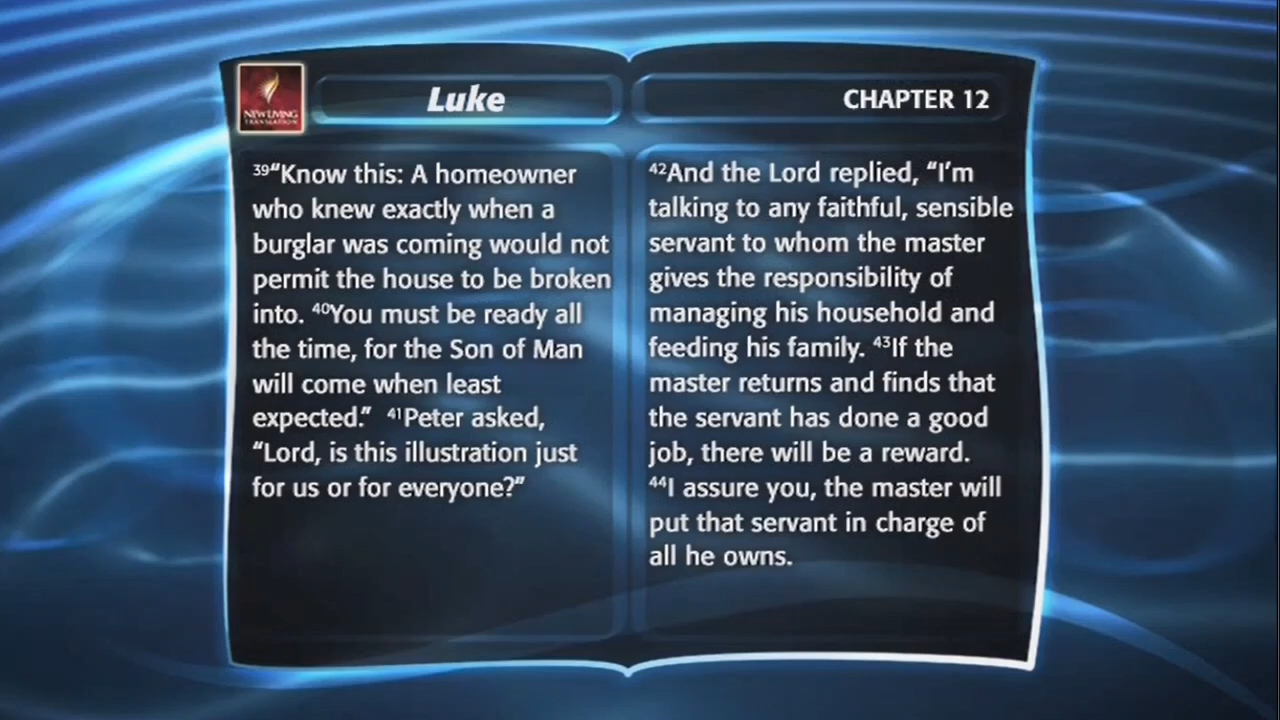 NEW LIVING
TRANSLATION
Luke
CHAPTER 12
³⁹“Know this: A homeowner
who knew exactly when a
burglar was coming would not
permit the house to be broken
into. ⁴⁰You must be ready all
the time, for the Son of Man
will come when least
expected.” ⁴¹Peter asked,
“Lord, is this illustration just
for us or for everyone?”
⁴²And the Lord replied, “I’m
talking to any faithful, sensible
servant to whom the master
gives the responsibility of
managing his household and
feeding his family. ⁴³If the
master returns and finds that
the servant has done a good
job, there will be a reward.
⁴⁴I assure you, the master will
put that servant in charge of
all he owns.